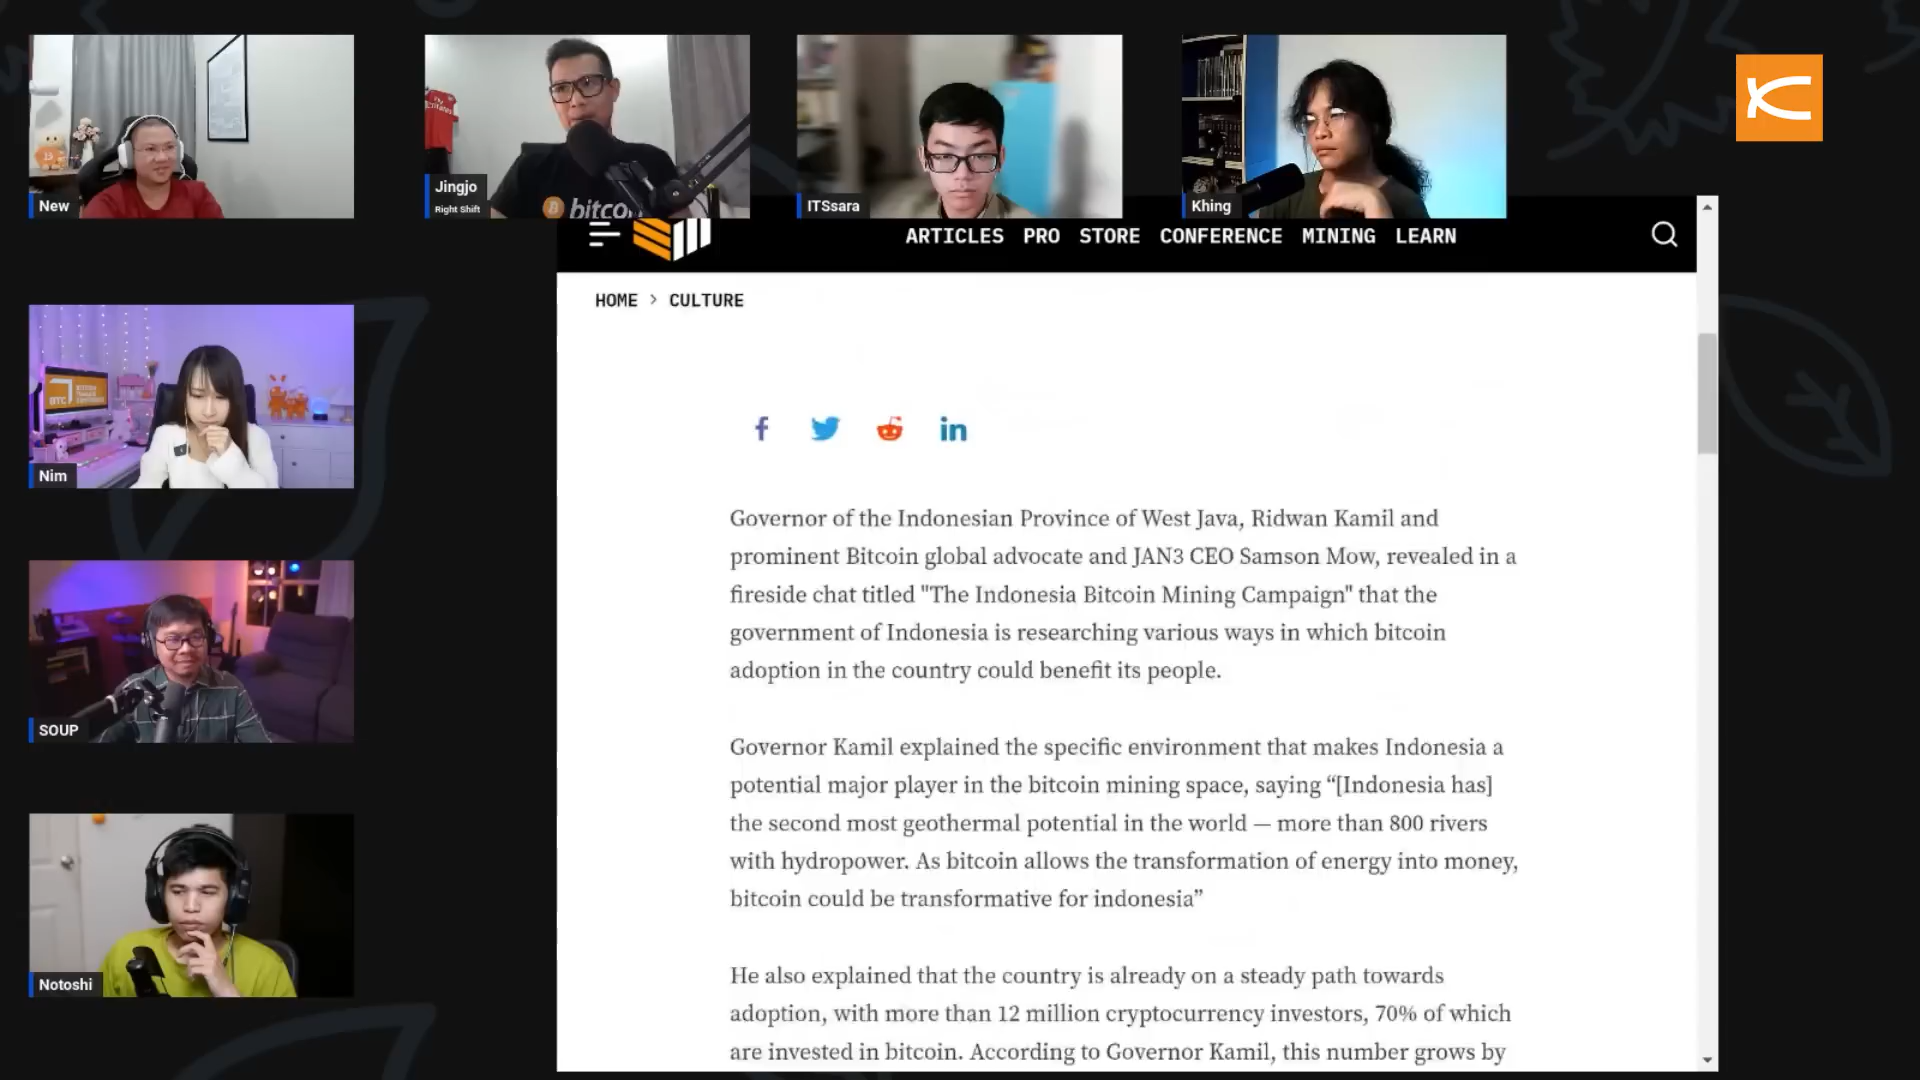 New
Jingjo
Right Shift
bitco
ITSsara
Khing
ARTICLES PRO STORE CONFERENCE MINING LEARN
HOME > CULTURE
Nim
SOUP
Notoshi
Governor of the Indonesian Province of West Java, Ridwan Kamil and
prominent Bitcoin global advocate and JAN3 CEO Samson Mow, revealed in a
fireside chat titled "The Indonesia Bitcoin Mining Campaign" that the
government of Indonesia is researching various ways in which bitcoin
adoption in the country could benefit its people.
Governor Kamil explained the specific environment that makes Indonesia a
potential major player in the bitcoin mining space, saying “[Indonesia has]
the second most geothermal potential in the world — more than 800 rivers
with hydropower. As bitcoin allows the transformation of energy into money,
bitcoin could be transformative for indonesia”
He also explained that the country is already on a steady path towards
adoption, with more than 12 million cryptocurrency investors, 70% of which
are invested in bitcoin. According to Governor Kamil, this number grows by